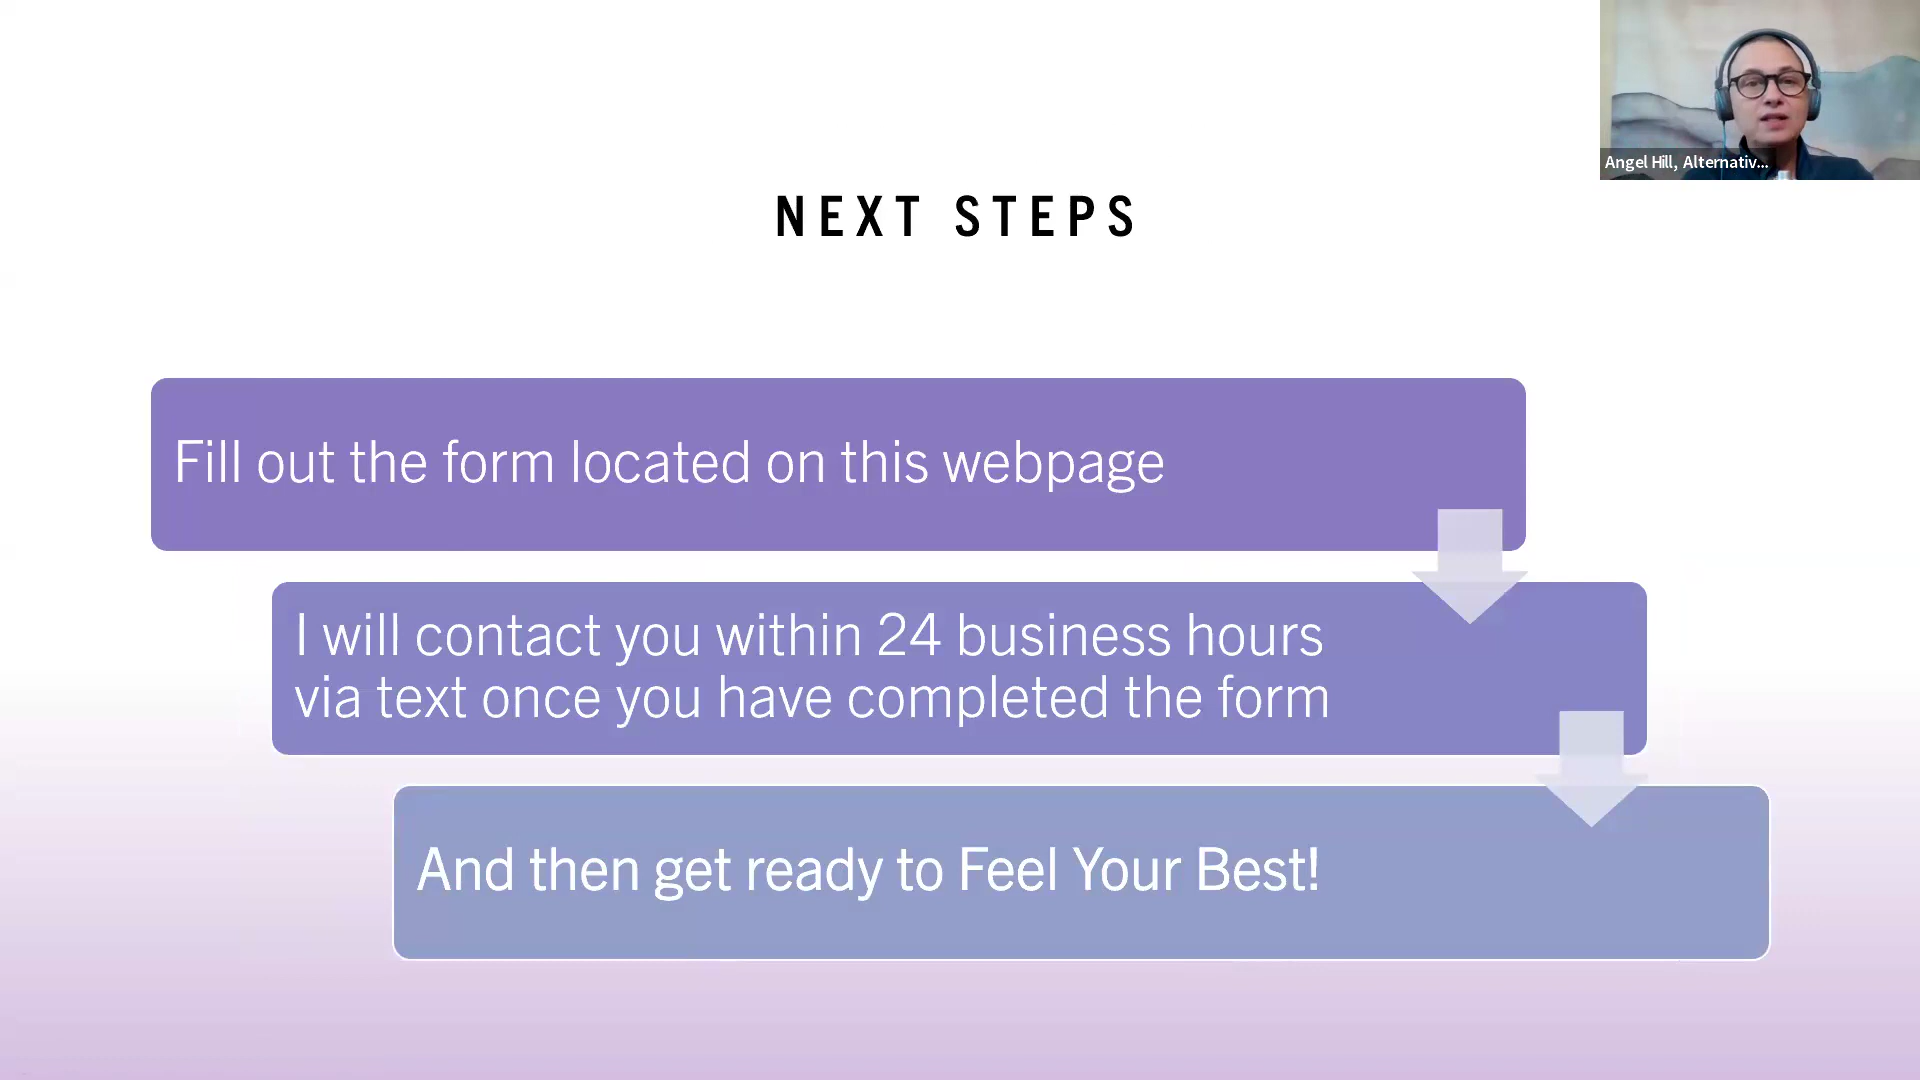 Angel Hill, Alternativ...
NEXT STEPS
Fill out the form located on this webpage
I will contact you within 24 business hours
via text once you have completed the form
And then get ready to Feel Your Best!